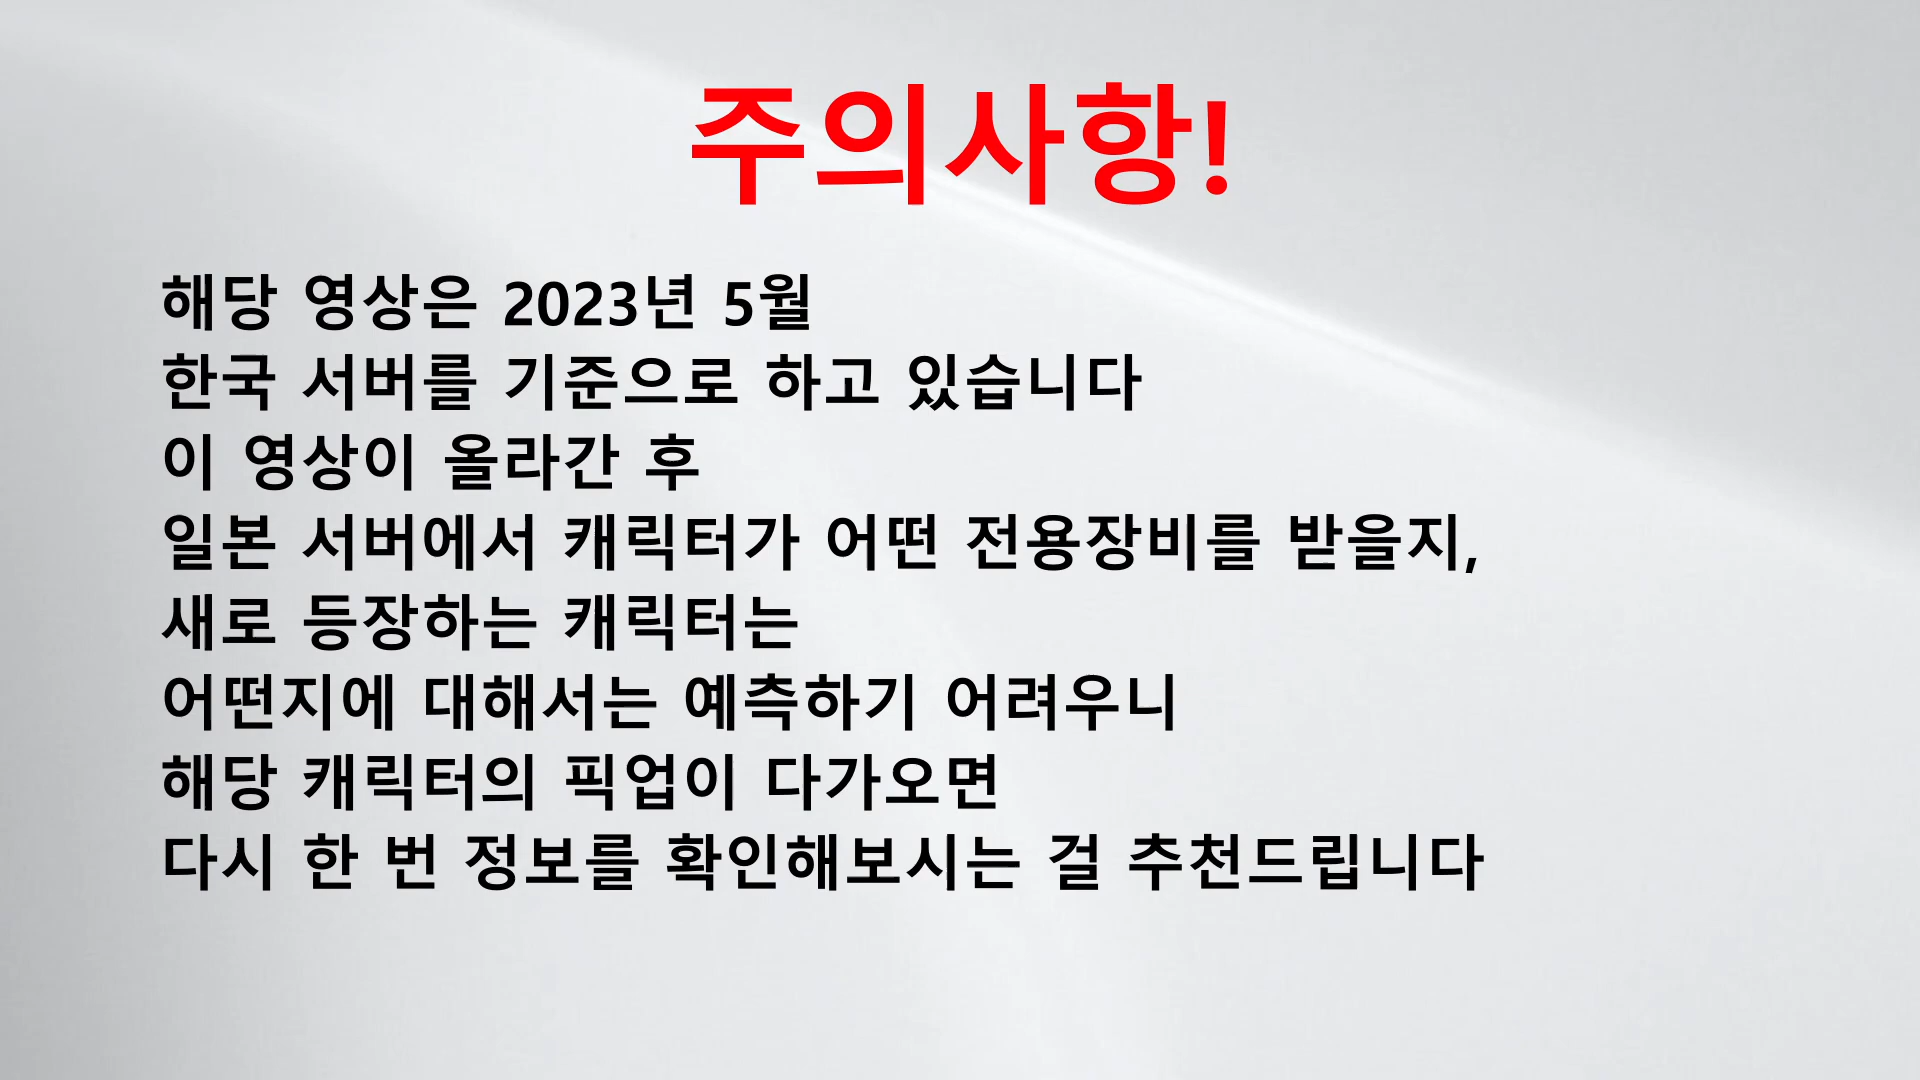 주의사항!
해당 영상은 2023년 5월
한국 서버를 기준으로 하고 있습니다
이 영상이 올라간 후
일본 서버에서 캐릭터가 어떤 전용장비를 받을지,
새로 등장하는 캐릭터는
어떤지에 대해서는 예측하기 어려우니
해당 캐릭터의 픽업이 다가오면
다시 한 번 정보를 확인해보시는 걸 추천드립니다